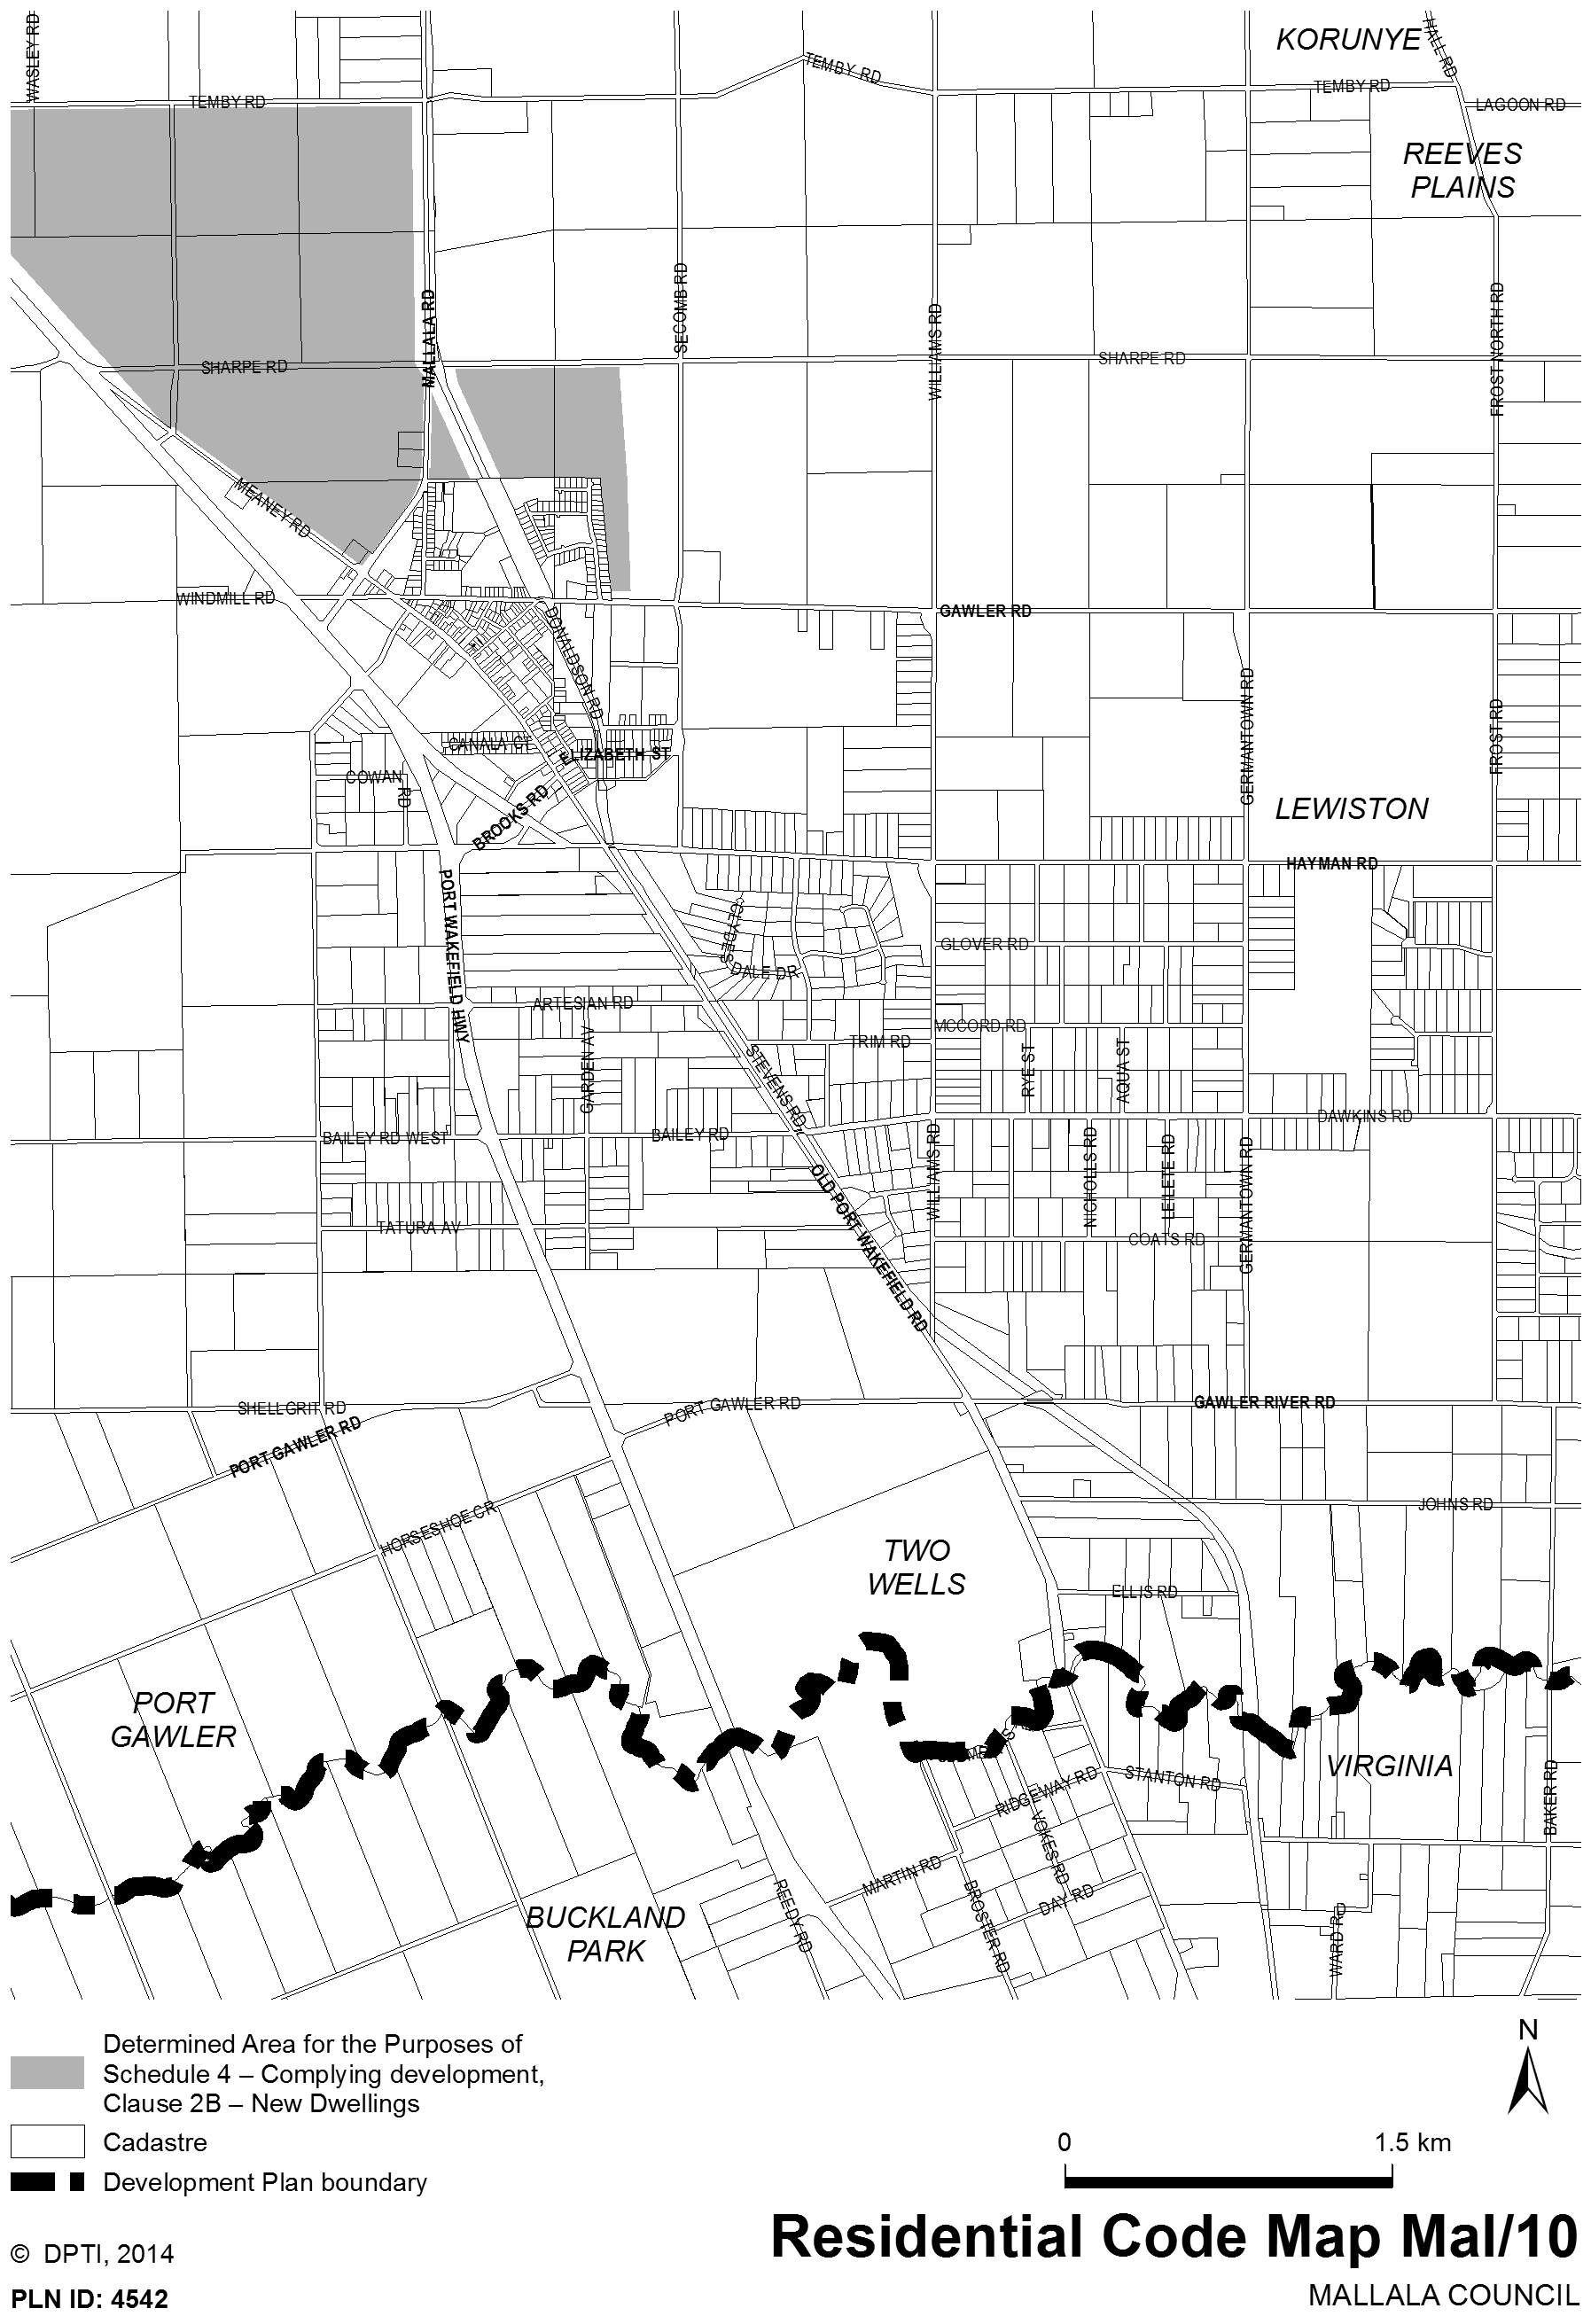 WASLEY RD
KORUNYE
HALL RD
TEMBY RD
TEMBY RD
TEMBY RD
LAGOON RD
REEVES
PLAINS
SECOMB RD
MALLALA RD
WILLIAMS RD
FROST NORTH RD
SHARPE RD
SHARPE RD
MEANEY RD
WINDMILL RD
GAWLER RD
DONALDSON RD
GERMANTOWN RD
FROST RD
CANALA CT
ELIZABETH ST
COWAN
RD
BROOKS RD
LEWISTON
HAYMAN RD
PORT WAKEFIELD HWY
GLOVER RD
DALE DR
ARTESIAN RD
MCCORD RD
TRIM RD
GARDEN AV
STEVENS RD
RYE ST
AQUA ST
DAWKINS RD
BAILEY RD WEST
BAILEY RD
WILLIAMS RD
NICHOLLS RD
LEILETE RD
GERMANTOWN RD
OLD PORT WAKEFIELD RD
TATURA AV
COATS RD
SHELLGRIT RD
PORT GAWLER RD
PORT GAWLER RD
GAWLER RIVER RD
JOHNS RD
HORSESHOE CR
TWO
WELLS
ELLIS RD
PORT
GAWLER
VIRGINIA
STANTON RD
RIDGEWAY RD
VOKES RD
BAKER RD
MARTIN RD
REEDY RD
BROSTER RD
DAY RD
WARD RD
BUCKLAND
PARK
Determined Area for the Purposes of
Schedule 4 – Complying development,
Clause 2B – New Dwellings
Cadastre
Development Plan boundary
N
0 1.5 km
Residential Code Map Mal/10
© DPTI, 2014
PLN ID: 4542
MALLALA COUNCIL